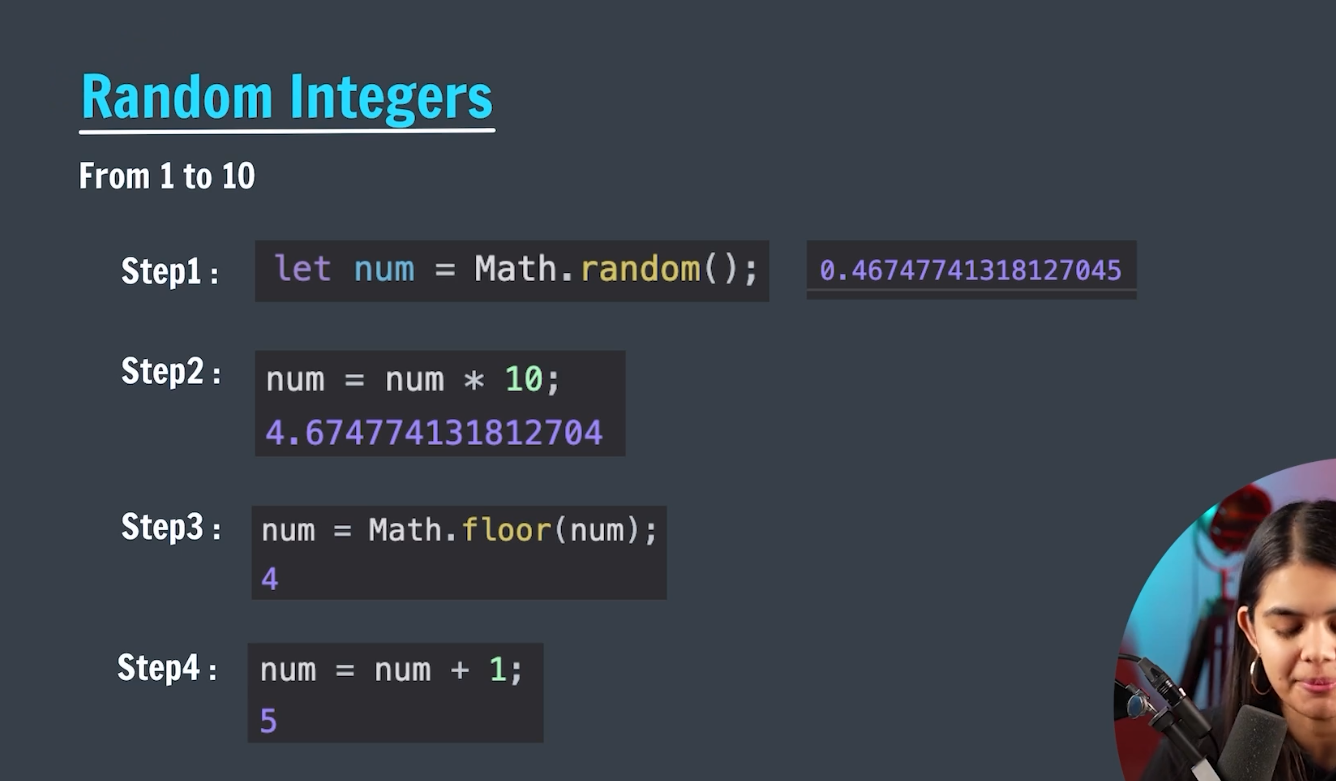 Random Integers
From 1 to 10
Step1 :
let num = Math.random();
0.46747741318127045
Step2 :
num = num * 10;
4.674774131812704
Step3 :
num = Math.floor(num);
4
Step4 :
num = num + 1;
5